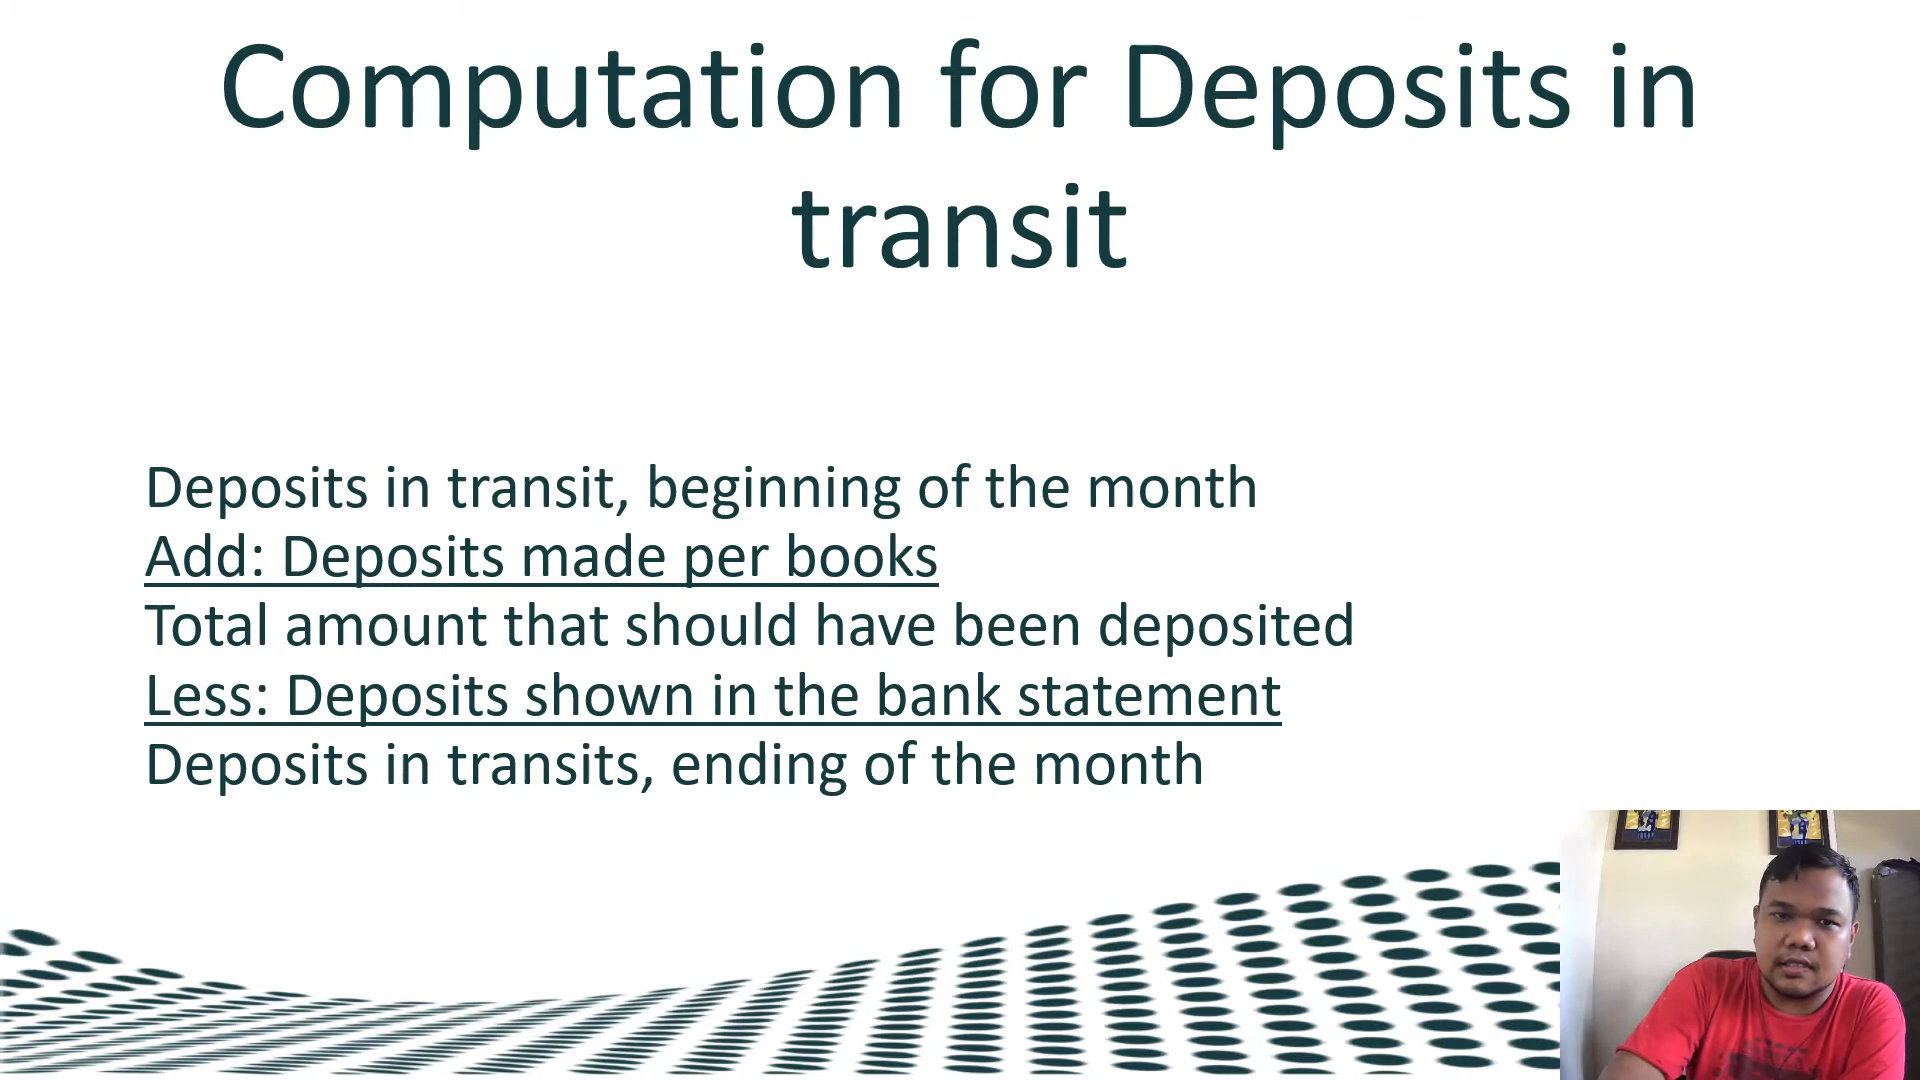 Computation for Deposits in
transit
Deposits in transit, beginning of the month
Add: Deposits made per books
Total amount that should have been deposited
Less: Deposits shown in the bank statement
Deposits in transits, ending of the month